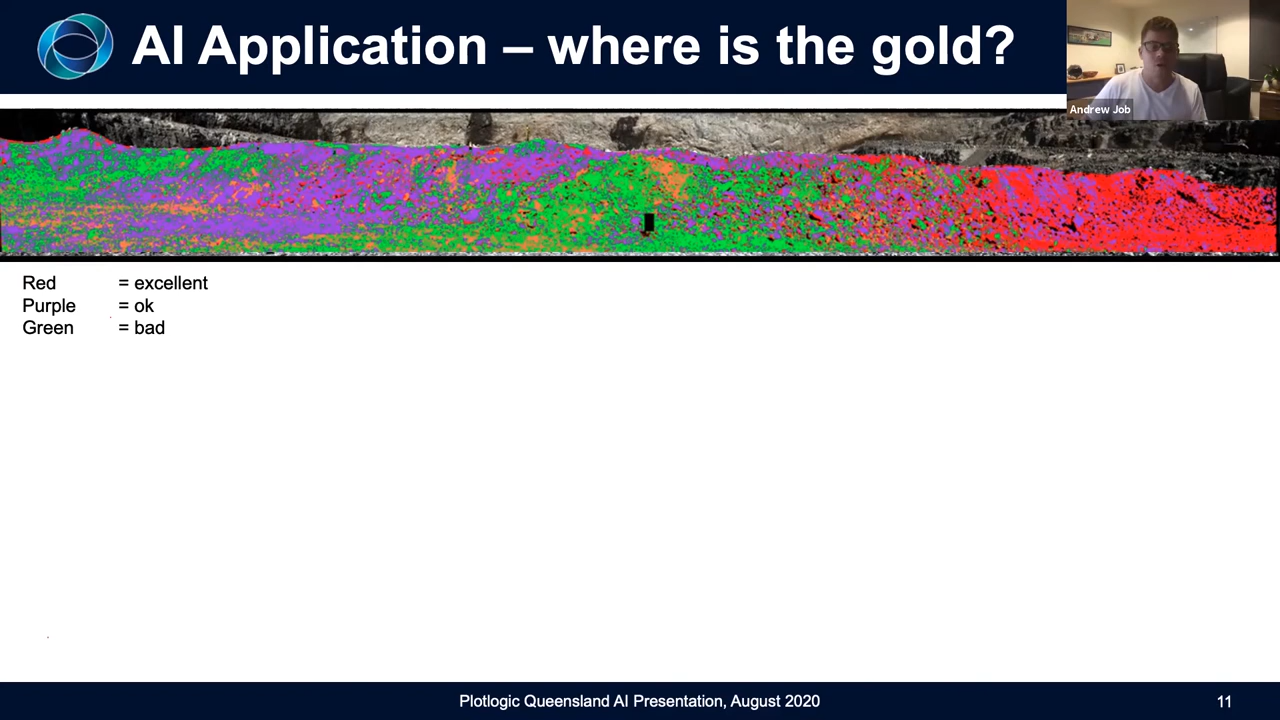 AI Application – where is the gold?
Andrew Job
Red = excellent
Purple = ok
Green = bad
Plotlogic Queensland AI Presentation, August 2020
11